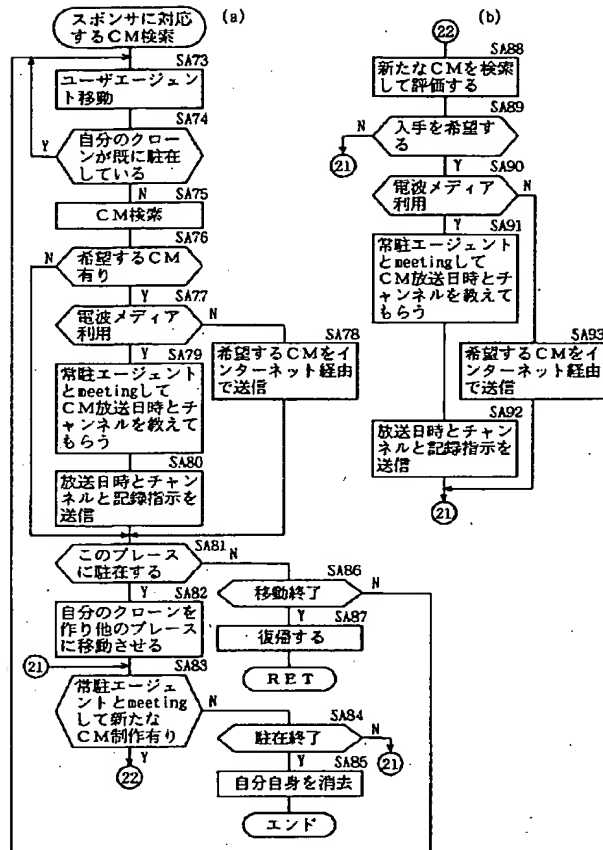 (a)
スポンサに対応
するCM検索
SA73
ユーザエージェ
ント移動
SA74
自分のクローン
が既に駐在
している
Y
N
SA75
CM検索
SA76
希望するCM
有り
N
Y
SA77
電波メディア
利用
N
Y
SA78
希望するCMをイ
ンターネット経由
で送信
SA79
常駐エージェント
とmeetingして
CM放送日時とチ
ャンネルを教えて
もらう
SA80
放送日時とチャン
ネルと記録指示を
送信
SA81
このプレース
に駐在する
N
Y
SA82
自分のクローンを
作り他のプレース
に移動させる
21
SA83
常駐エージェ
ントとmeeting
して新たな
CM制作有り
N
Y
22
SA84
駐在終了
N
21
Y
SA85
自分自身を消去
エンド
SA86
移動終了
N
Y
SA87
復帰する
RET
(b)
22
SA88
新たなCMを検索
して評価する
SA89
入手を希望す
る
N
21
Y
SA90
電波メディア
利用
N
Y
SA91
常駐エージェント
とmeetingして
CM放送日時とチ
ャンネルを教えて
もらう
SA93
希望するCMをイ
ンターネット経由
で送信
SA92
放送日時とチャン
ネルと記録指示を
送信
21